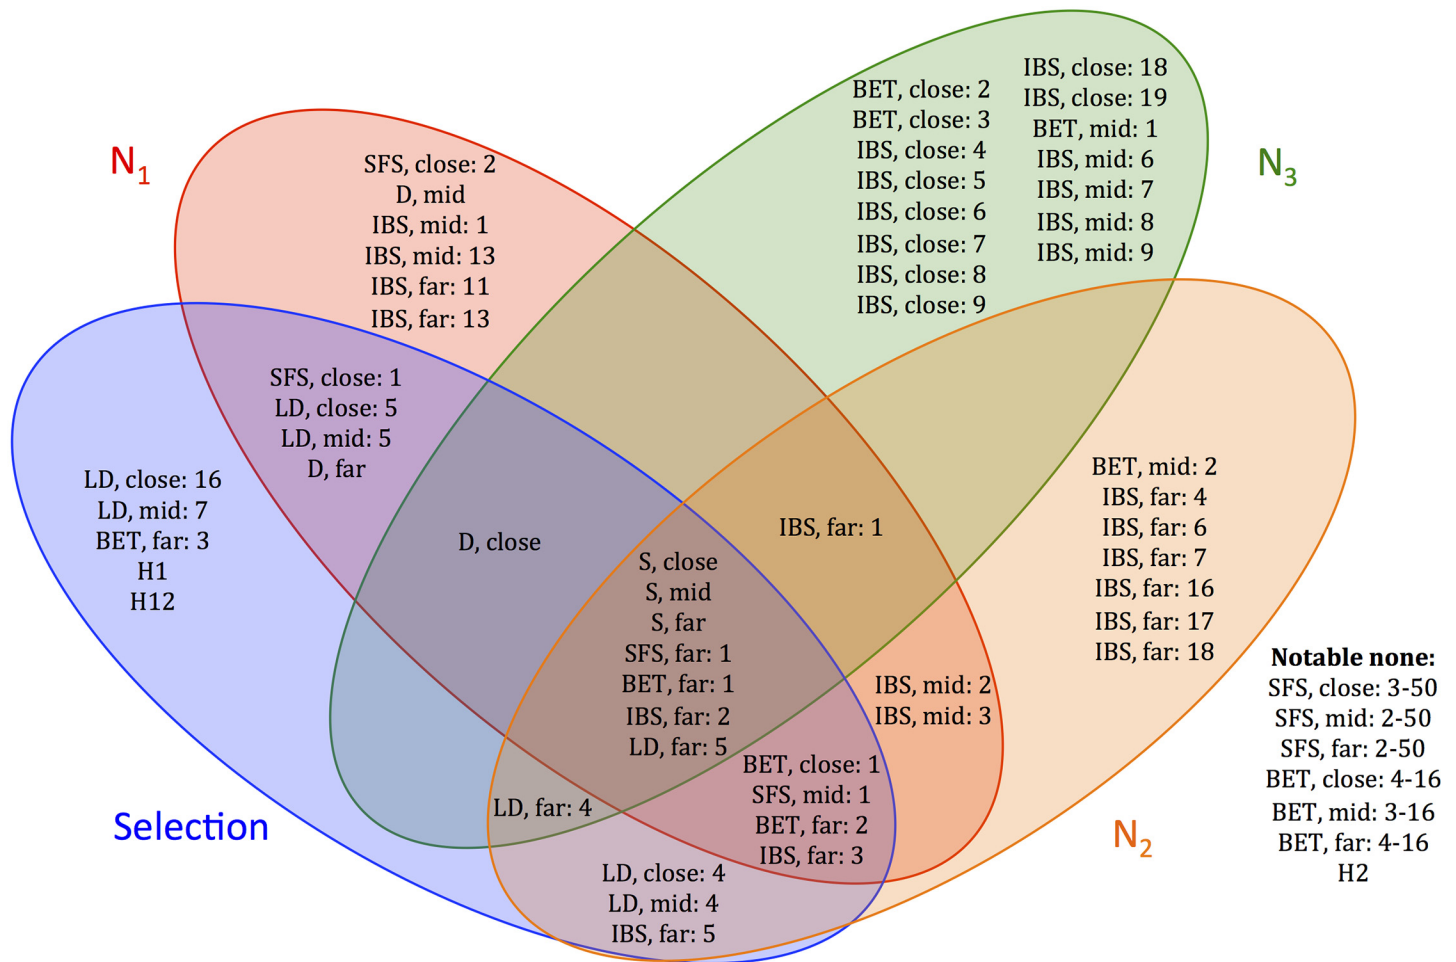 N1
SFS, close: 2
D, mid
IBS, mid: 1
IBS, mid: 13
IBS, far: 11
IBS, far: 13
BET, close: 2
BET, close: 3
IBS, close: 4
IBS, close: 5
IBS, close: 6
IBS, close: 7
IBS, close: 8
IBS, close: 9
IBS, close: 18
IBS, close: 19
BET, mid: 1
IBS, mid: 6
IBS, mid: 7
IBS, mid: 8
IBS, mid: 9
N3
SFS, close: 1
LD, close: 5
LD, mid: 5
D, far
LD, close: 16
LD, mid: 7
BET, far: 3
H1
H12
D, close
IBS, far: 1
S, close
S, mid
S, far
SFS, far: 1
BET, far: 1
IBS, far: 2
LD, far: 5
BET, mid: 2
IBS, far: 4
IBS, far: 6
IBS, far: 7
IBS, far: 16
IBS, far: 17
IBS, far: 18
IBS, mid: 2
IBS, mid: 3
BET, close: 1
SFS, mid: 1
BET, far: 2
IBS, far: 3
LD, far: 4
LD, close: 4
LD, mid: 4
IBS, far: 5
Selection
N2
Notable none:
SFS, close: 3-50
SFS, mid: 2-50
SFS, far: 2-50
BET, close: 4-16
BET, mid: 3-16
BET, far: 4-16
H2